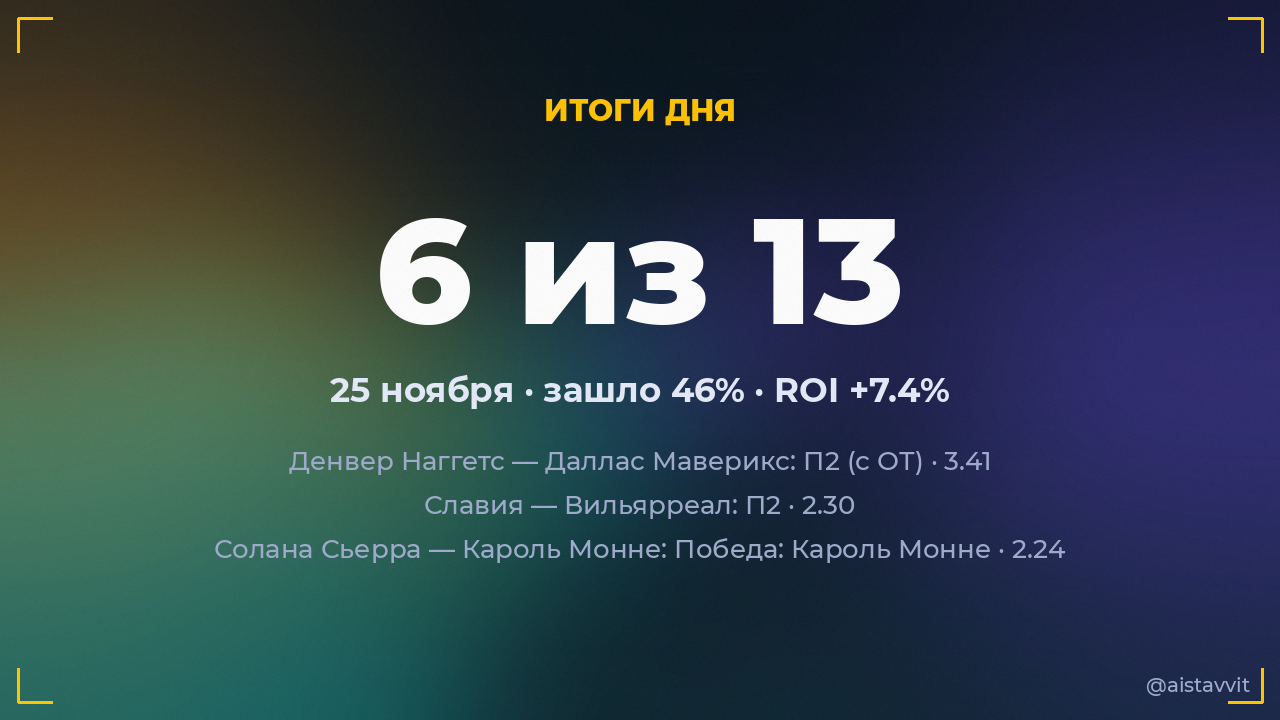 ИТОГИ ДНЯ
6 из 13
25 ноября · зашло 46% · ROI +7.4%
Денвер Наггетс — Даллас Маверикс: П2 (с ОТ) · 3.41
Славия — Вильярреал: П2 · 2.30
Солана Сьерра — Кароль Монне: Победа: Кароль Монне · 2.24
@aistavvit